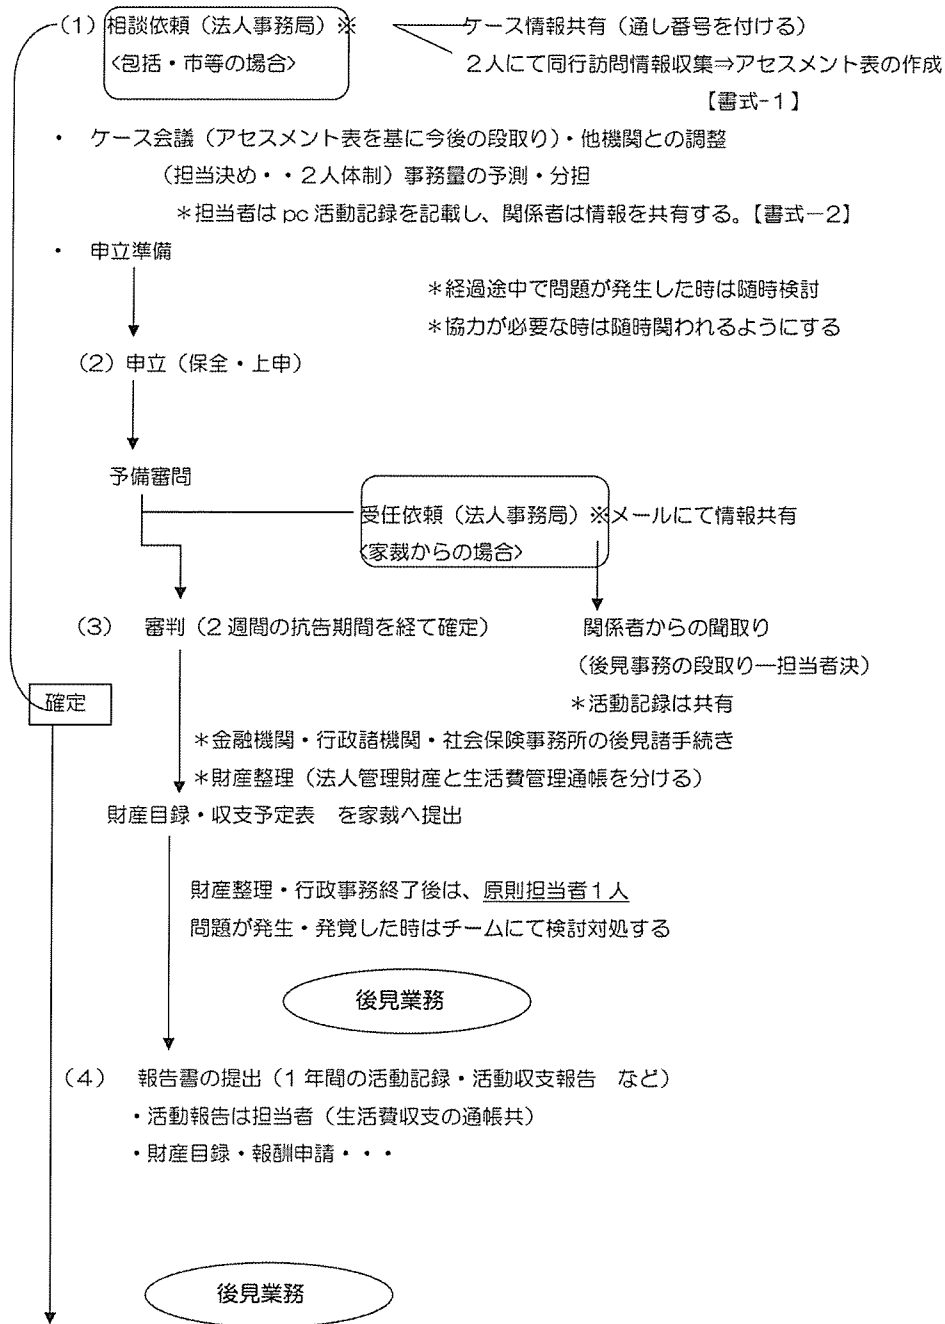 (1) 相談依頼（法人事務局）※
<包括・市等の場合>
ケース情報共有（通し番号を付ける）
２人にて同行訪問情報収集⇒アセスメント表の作成
【書式-１】
・ ケース会議（アセスメント表を基に今後の段取り）・他機関との調整
（担当決め・・２人体制）事務量の予測・分担
＊担当者は pc 活動記録を記載し、関係者は情報を共有する。【書式－2】
・ 申立準備
＊経過途中で問題が発生した時は随時検討
＊協力が必要な時は随時関われるようにする
(2) 申立（保全・上申）
予備審問
受任依頼（法人事務局）※メールにて情報共有
<家裁からの場合>
(3) 審判（2 週間の抗告期間を経て確定）
関係者からの聞取り
（後見事務の段取り―担当者決）
＊活動記録は共有
確定
＊金融機関・行政諸機関・社会保険事務所の後見諸手続き
＊財産整理（法人管理財産と生活費管理通帳を分ける）
財産目録・収支予定表　を家裁へ提出
財産整理・行政事務終了後は、原則担当者１人
問題が発生・発覚した時はチームにて検討対処する
後見業務
(4) 報告書の提出（1 年間の活動記録・活動収支報告　など）
・活動報告は担当者（生活費収支の通帳共）
・財産目録・報酬申請・・・
後見業務